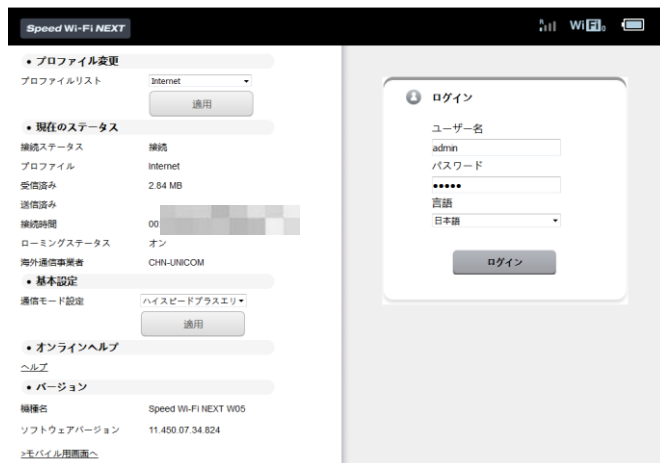 Speed Wi-Fi NEXT
WiFi
• プロファイル変更
プロファイルリスト Internet
適用
• 現在のステータス
接続ステータス 接続
プロファイル Internet
受信済み 2.84 MB
送信済み
接続時間 00
ローミングステータス オン
海外通信事業者 CHN-UNICOM
• 基本設定
通信モード設定 ハイスピードプラスエリ
適用
• オンラインヘルプ
ヘルプ
• バージョン
機種名 Speed Wi-Fi NEXT W05
ソフトウェアバージョン 11.450.07.34.824
>モバイル用画面へ
ログイン
ユーザー名
admin
パスワード
•••••
言語
日本語
ログイン